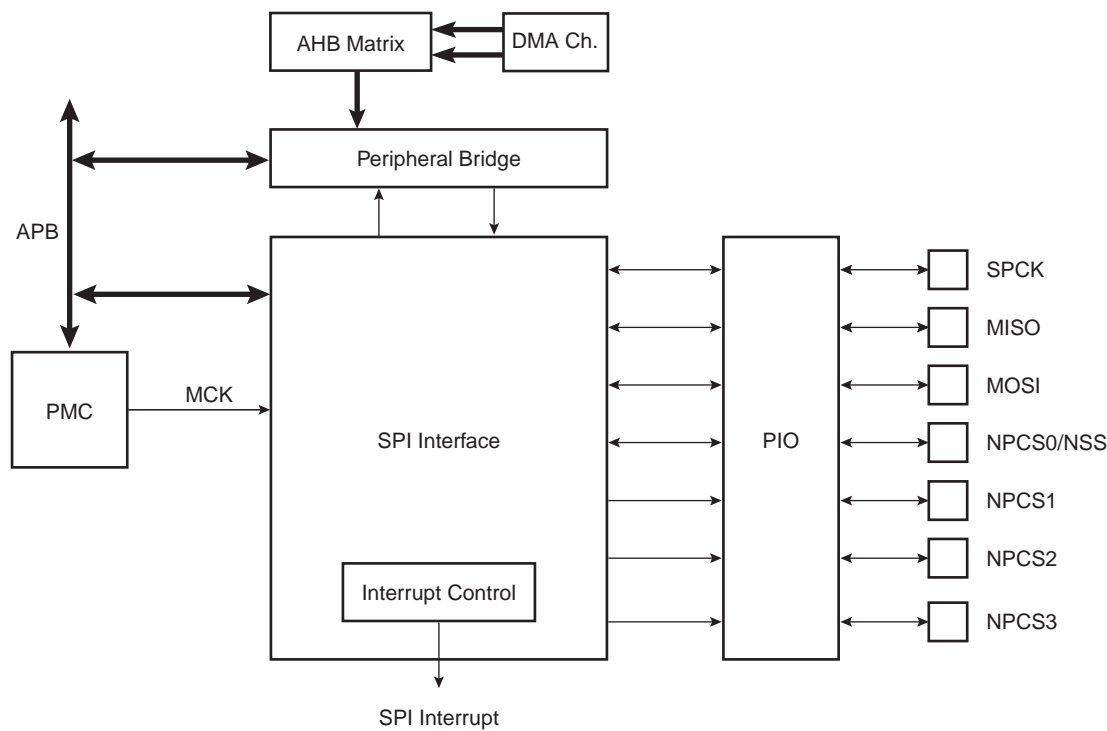 AHB Matrix
DMA Ch.
Peripheral Bridge
APB
SPCK
MISO
MCK
MOSI
PMC
SPI Interface
PIO
NPCS0/NSS
NPCS1
NPCS2
Interrupt Control
NPCS3
SPI Interrupt